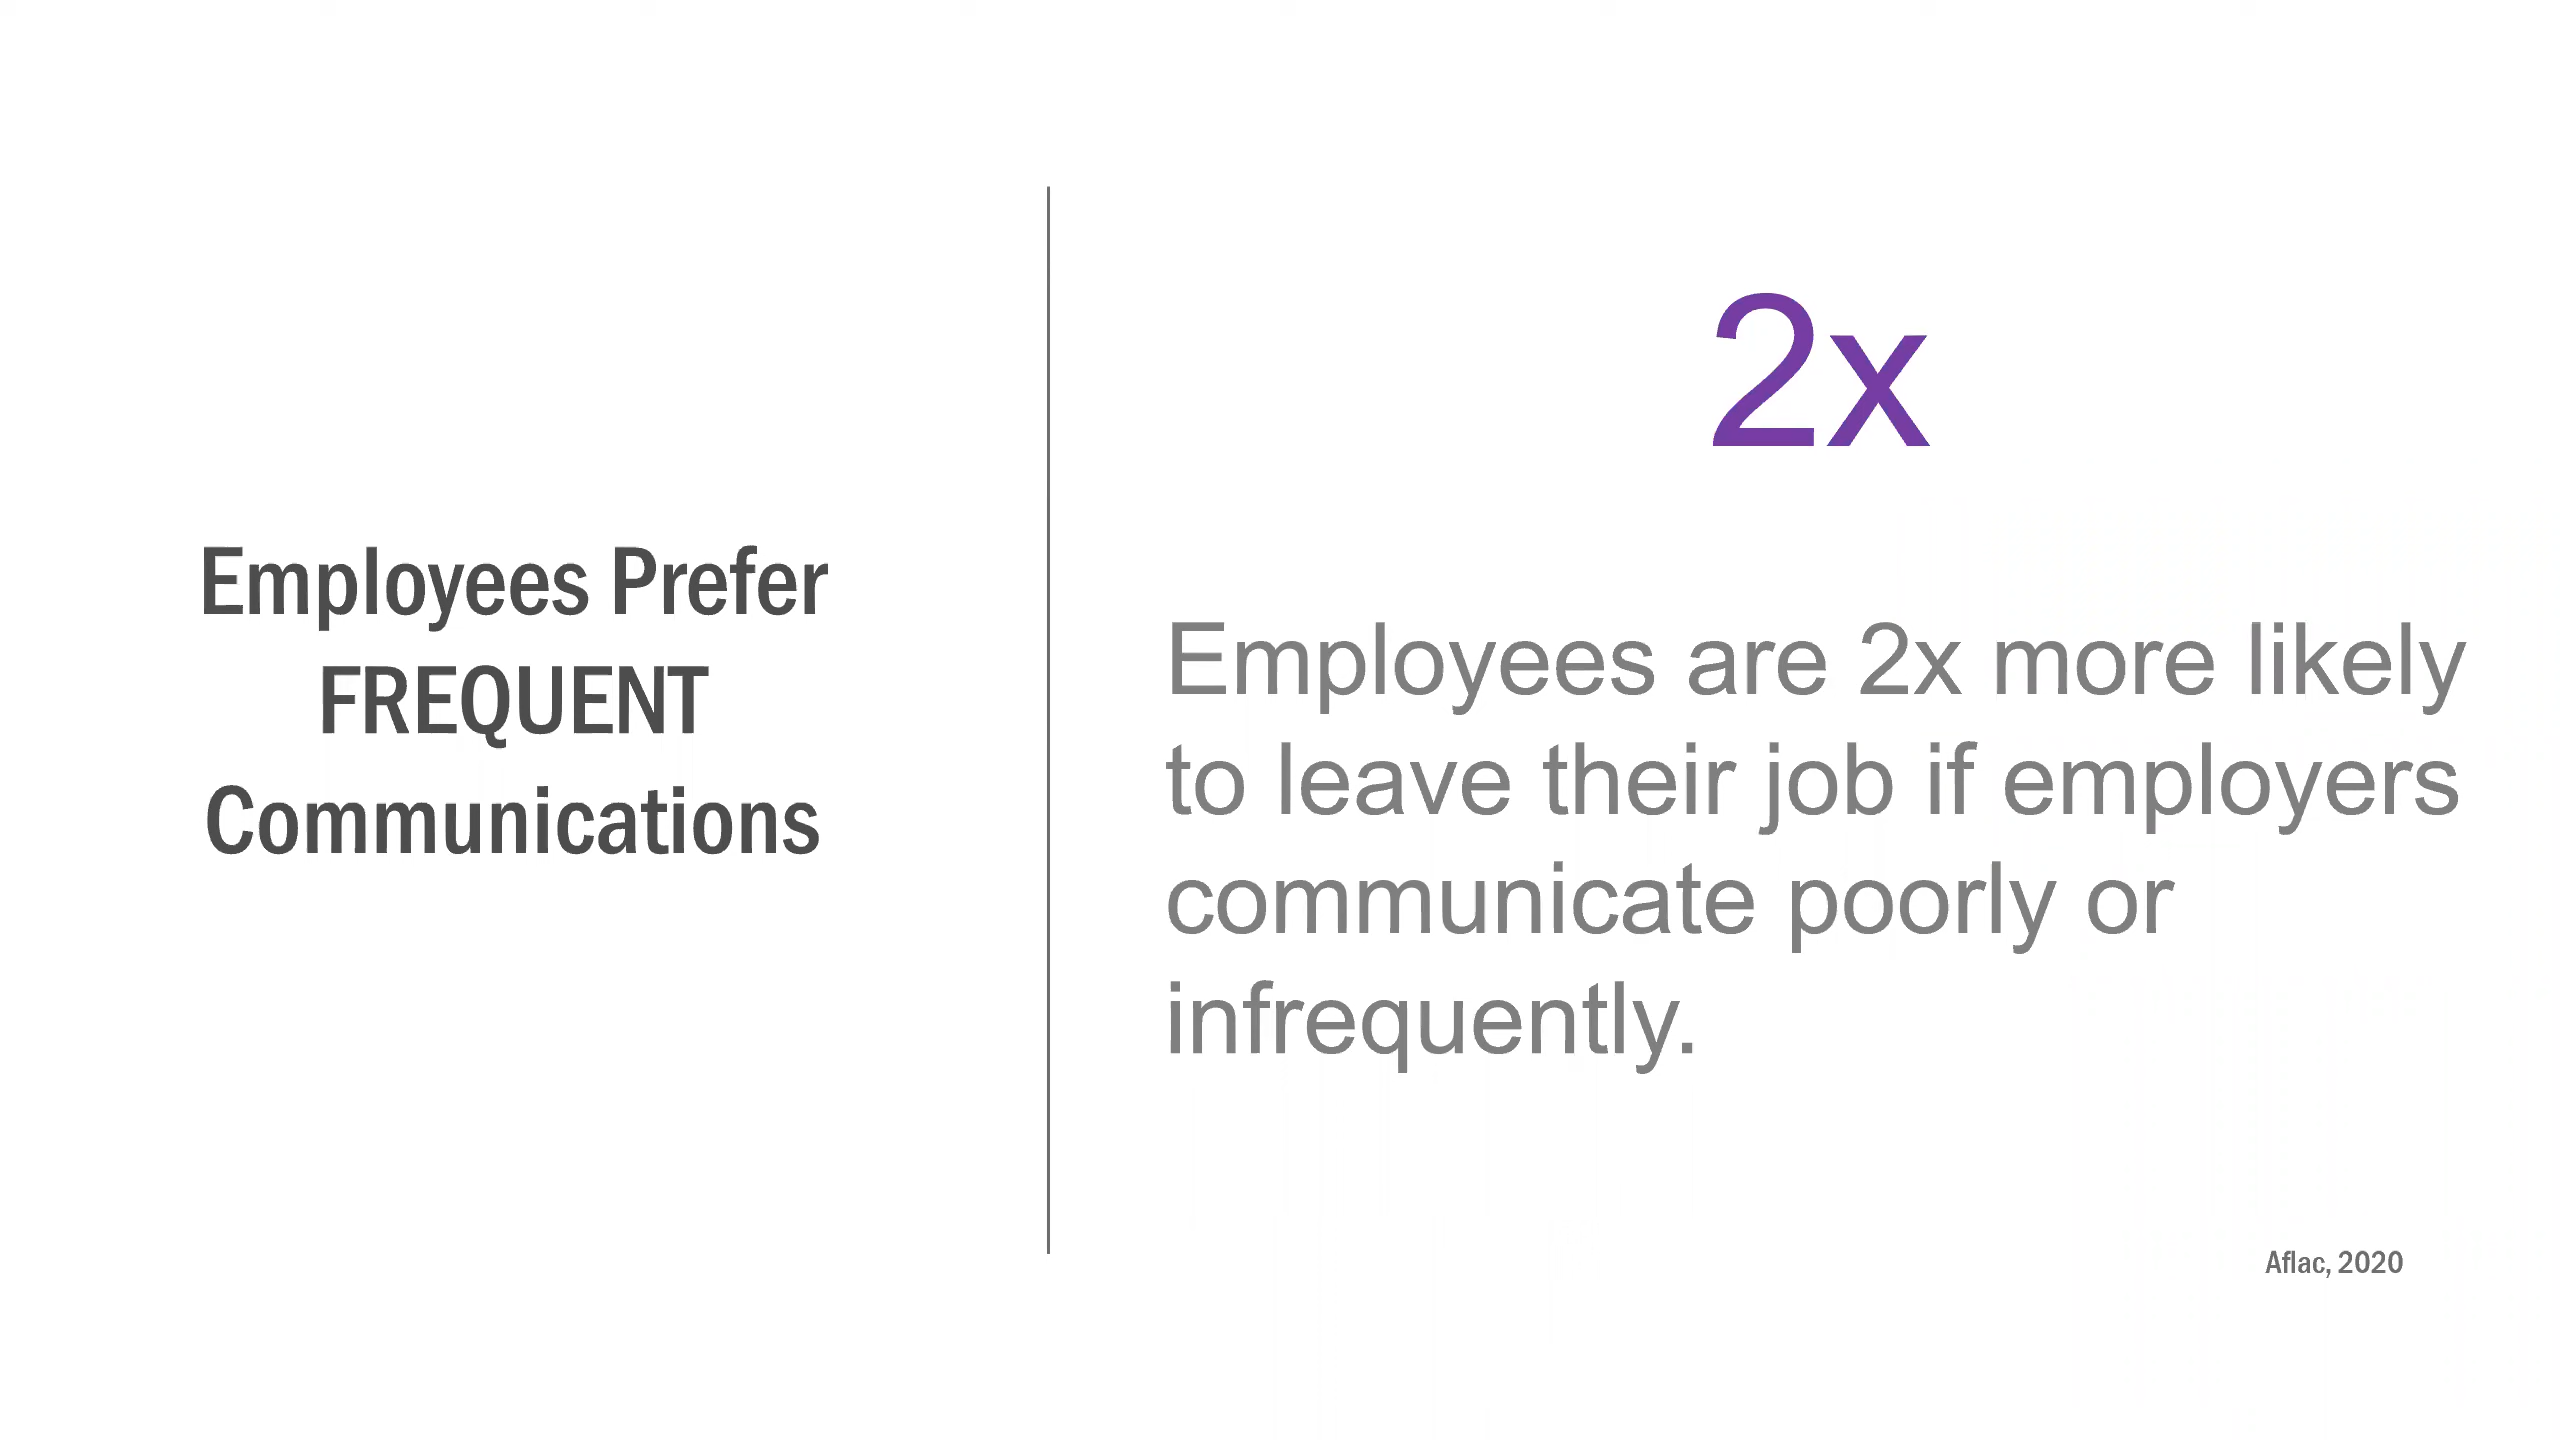 Employees Prefer
FREQUENT
Communications
2x
Employees are 2x more likely
to leave their job if employers
communicate poorly or
infrequently.
Aflac, 2020